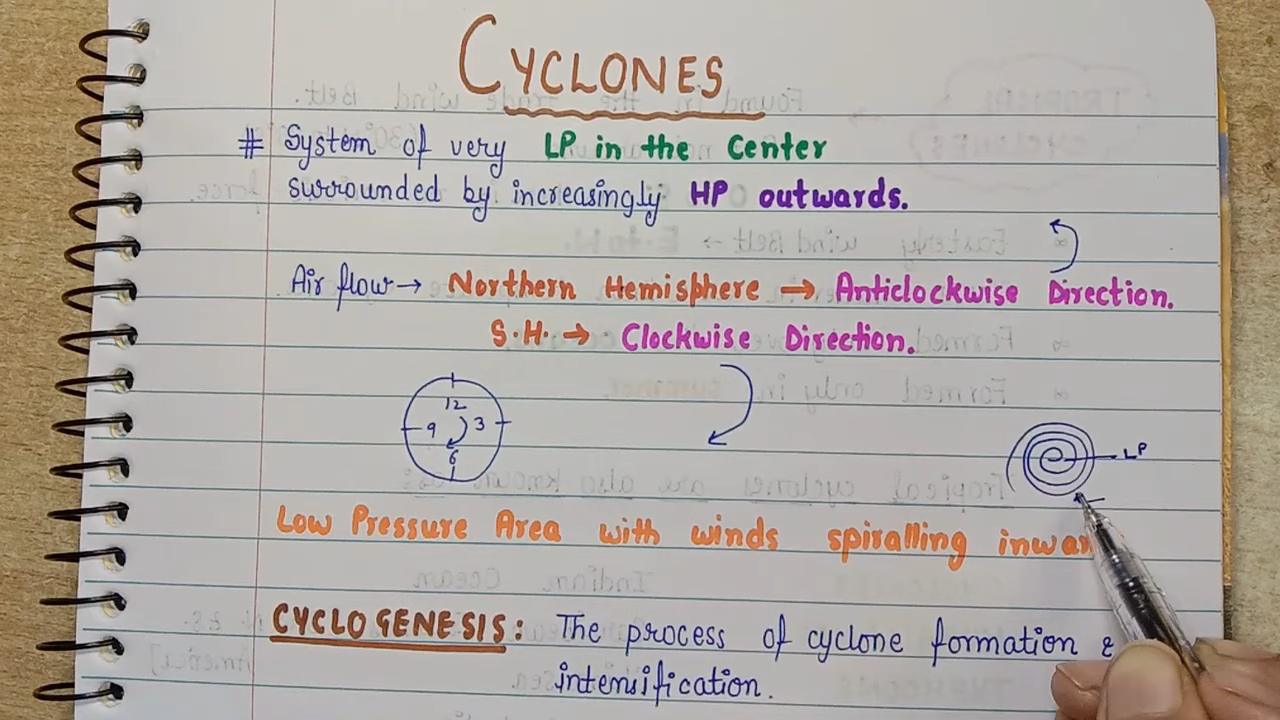 CYCLONES
# System of very LP in the Center
surrounded by increasingly HP outwards.
Air flow → Northern Hemisphere → Anticlockwise Direction.
S.H. → Clockwise Direction.
12
9 3
6
LP
Low Pressure Area with winds spiralling
CYCLOGENESIS: The process of cyclone formation &
intensification.